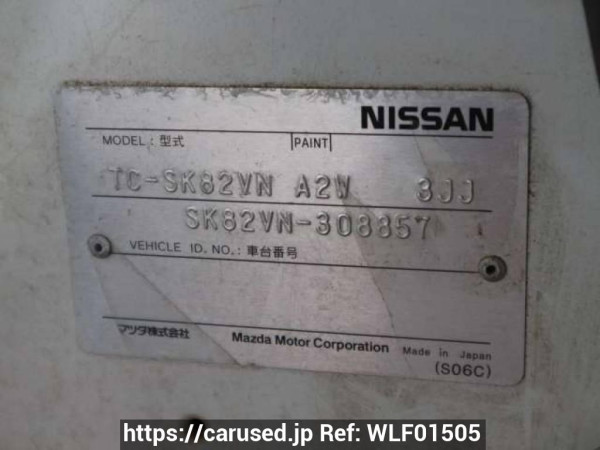 NISSAN
MODEL : 型式 PAINT
TC-SK82VN A2W 3JJ
SK82VN-308857
VEHICLE ID. NO. : 車台番号
マツダ株式会社 Mazda Motor Corporation Made in Japan
(S06C)
https://carused.jp Ref: WLF01505